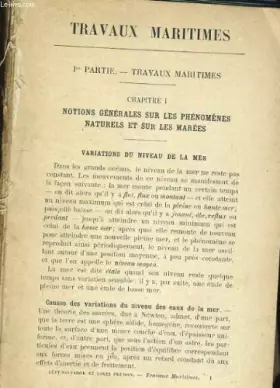 TRAVAUX MARITIMES
Ire PARTIE. — TRAVAUX MARITIMES
CHAPITRE I
NOTIONS GÉNÉRALES SUR LES PHÉNOMÈNES
NATURELS ET SUR LES MARÉES
VARIATIONS DU NIVEAU DE LA MER
Dans les grands océans, le niveau de la mer ne reste pas
constant. Les mouvements de ce niveau se manifestent de
la façon suivante : la mer monte pendant un certain temps
— on dit alors qu'il y a flot, flux ou montant — et elle atteint
un niveau maximum qui est celui de la pleine ou haute mer,
puis elle baisse — on dit alors qu'il y a jusant, èbe, reflux ou
perdant — jusqu'à atteindre un niveau minimum qui est
celui de la basse mer; après quoi elle remonte de nouveau
pour atteindre une nouvelle pleine mer, et le phénomène se
reproduit ainsi périodiquement, le niveau de la mer oscil-
lant autour d'une position moyenne, à peu près constante,
et que l'on appelle le niveau moyen.
La mer est dite étale quand son niveau reste quelque
temps sans variation sensible; il y a, par suite, une étale de
pleine mer et une étale de basse mer.
Causes des variations du niveau des eaux de la mer. —
Une théorie des marées, due à Newton, admet, d'une part,
que la terre est une sphère solide, homogène, recouverte sur
toute la surface d'une mince couche d'eau, d'épaisseur uni-
forme, et, d'autre part, que sous l'action des astres, les par-
ticules d'eau prennent la position d'équilibre correspondant
aux forces mises en jeu, après un retard résultant du
effets d'inertie et de frottement.
Travaux Maritimes. 1